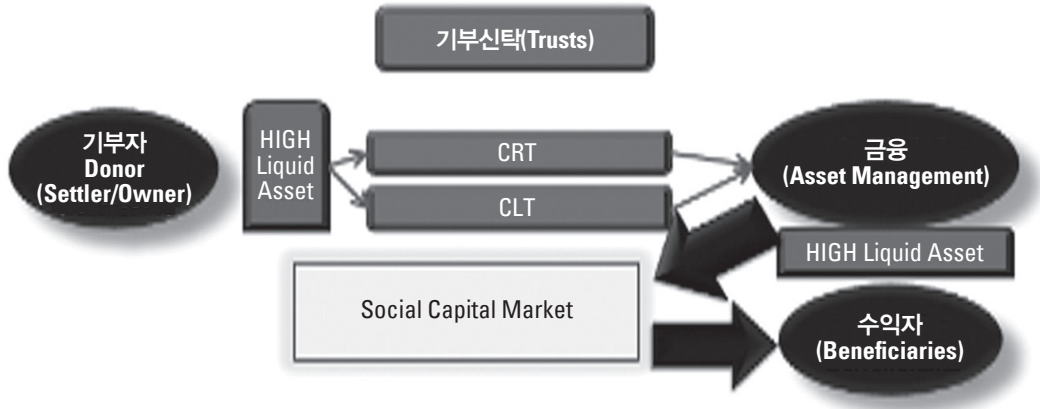 기부신탁(Trusts)
기부자
Donor
(Settler/Owner)
HIGH
Liquid
Asset
CRT
CLT
금융
(Asset Management)
HIGH Liquid Asset
Social Capital Market
수익자
(Beneficiaries)